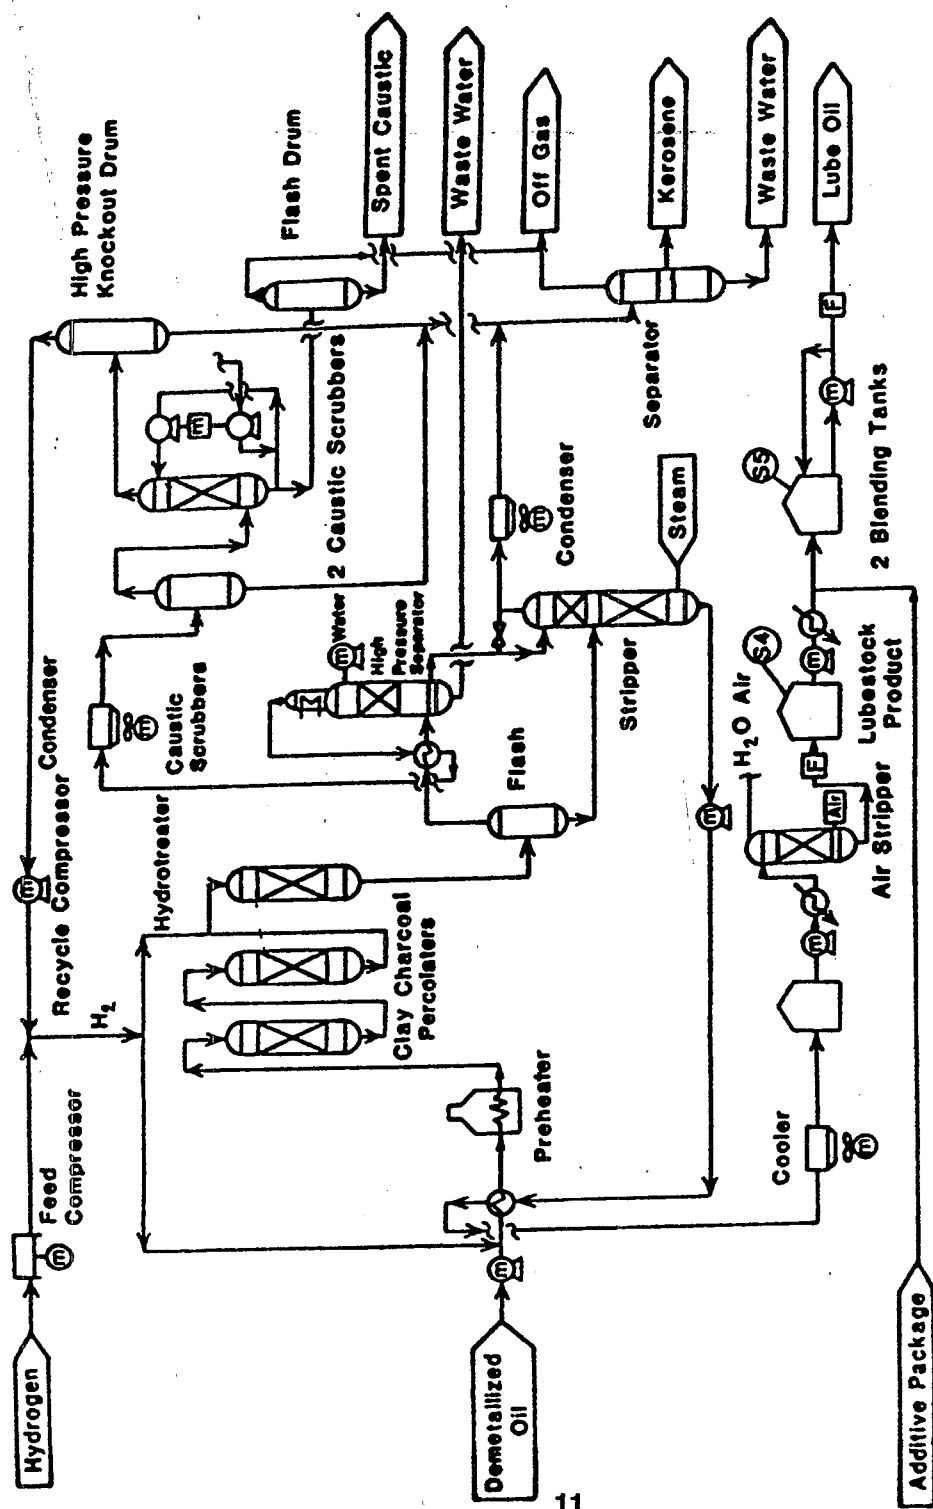 Hydrogen
Feed
Compressor
H2
Recycle Compressor
Condenser
High Pressure
Knockout Drum
Hydrotreater
Caustic
Scrubbers
2 Caustic Scrubbers
Flash Drum
Spent Caustic
Waste Water
Off Gas
Kerosene
Waste Water
Lube Oil
Clay Charcoal
Percolaters
Water
High
Pressure
Separator
Flash
Stripper
Condenser
Steam
Separator
Preheater
Demetallized
Oil
Cooler
H2O Air
Air
Air Stripper
F
S4
Lubestock
Product
S5
2 Blending Tanks
F
Additive Package
m
m
m
m
m
m
m
m
m
m
m
m
m
11